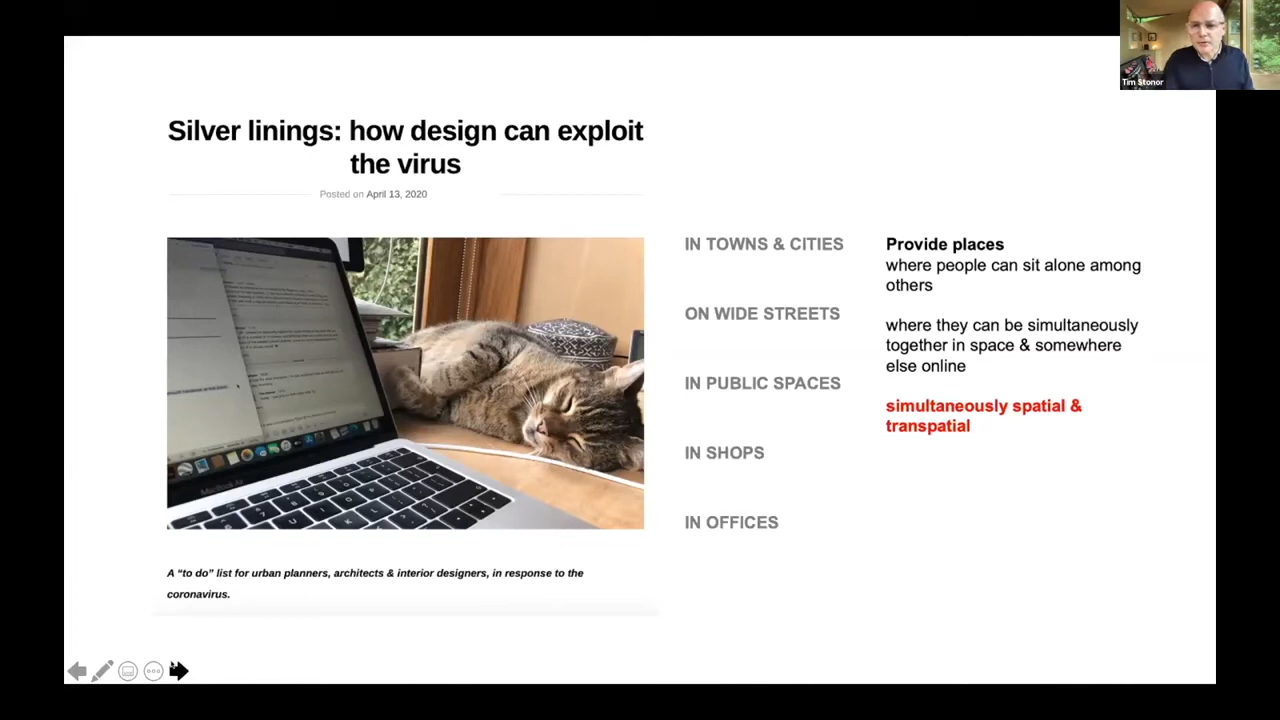 Tim Stonor
Silver linings: how design can exploit
the virus
Posted on April 13, 2020
IN TOWNS & CITIES
ON WIDE STREETS
IN PUBLIC SPACES
IN SHOPS
IN OFFICES
Provide places
where people can sit alone among
others
where they can be simultaneously
together in space & somewhere
else online
simultaneously spatial &
transpatial
MacBook Air
A “to do” list for urban planners, architects & interior designers, in response to the
coronavirus.